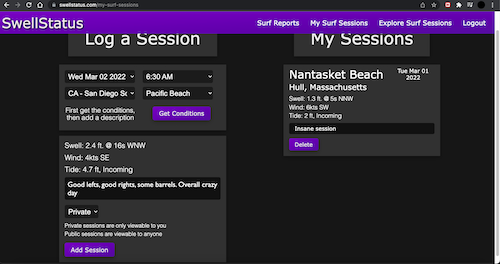 swellstatus.com/my-surf-sessions
SwellStatus
Surf Reports
My Surf Sessions
Explore Surf Sessions
Logout
Log a Session
Wed Mar 02 2022
6:30 AM
CA - San Diego So
Pacific Beach
First get the conditions,
then add a description
Get Conditions
Swell: 2.4 ft. @ 16s WNW
Wind: 4kts SE
Tide: 4.7 ft, Incoming
Good lefts, good rights, some barrels. Overall crazy
day
Private
Private sessions are only viewable to you
Public sessions are viewable to anyone
Add Session
My Sessions
Nantasket Beach
Tue Mar 01
2022
Hull, Massachusetts
Swell: 1.3 ft. @ 5s NNW
Wind: 6kts SW
Tide: 2 ft, Incoming
Insane session
Delete